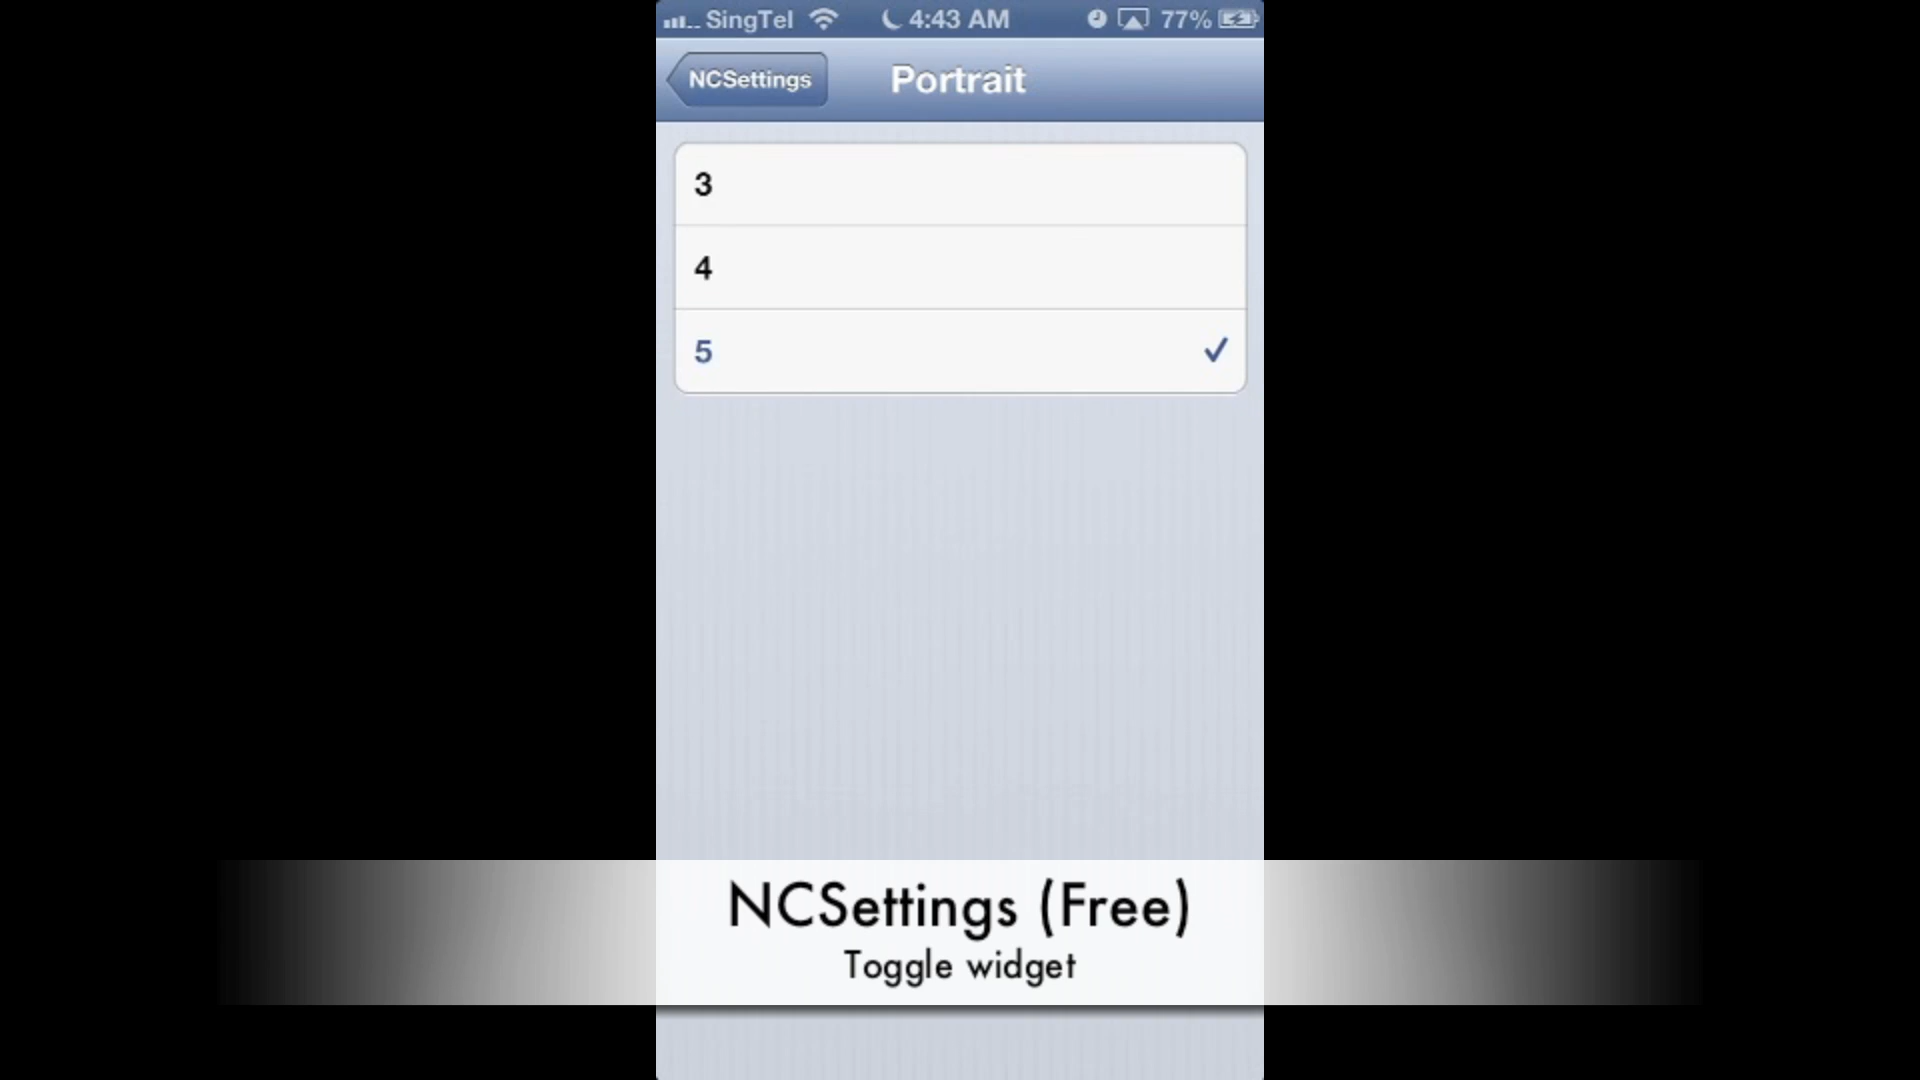 SingTel 4:43 AM 77%
NCSettings Portrait
3
4
5
NCSettings (Free)
Toggle widget